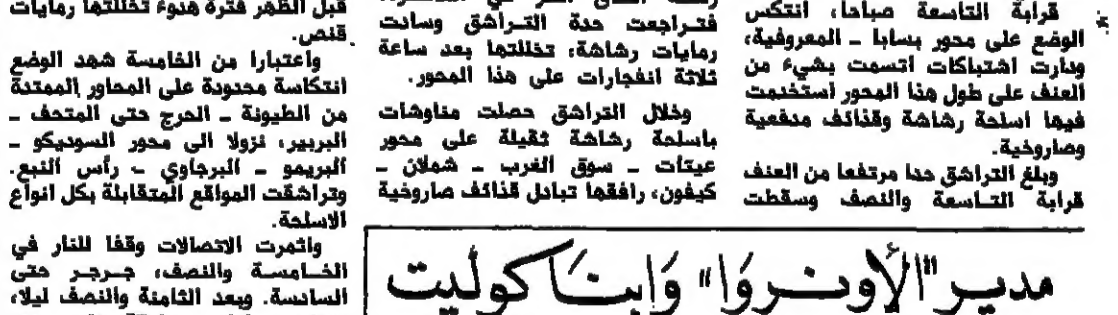 قرابة التاسعة صباحا، انتكس
الوضع على محور بسابا ـ المعروفية،
ودارت اشتباكات اتسمت بشيء من
العنف على طول هذا المحور استخدمت
فيها اسلحة رشاشة وقذائف مدفعية
وصاروخية.
وبلغ التراشق حدا مرتفعا من العنف
قرابة التاسعة والنصف وسقطت
فتراجعت حدة التراشق وسادت
رمايات رشاشة، تخللتها بعد ساعة
ثلاثة انفجارات على هذا المحور.
وخلال التراشق حصلت مناوشات
باسلحة رشاشة ثقيلة على محور
عيتات ـ سوق الغرب ـ شملان ـ
كيفون، رافقها تبادل قذائف صاروخية
قبل الظهر فترة هدوء تخللتها رمايات
قنص.
واعتبارا من الخامسة شهد الوضع
انتكاسة محدودة على المحاور الممتدة
من الطيونة ـ الحرج حتى المتحف ـ
البربير، نزولا الى محور السوديكو ـ
البريمو ـ البرجاوي ـ رأس النبع.
وتراشقت المواقع المتقابلة بكل انواع
الاسلحة.
واثمرت الاتصالات وقفا للنار في
الخامسة والنصف، جرجر حتى
السادسة. وبعد الثامنة والنصف ليلا،
مدير "الأونروا" وَابنَا كوليت